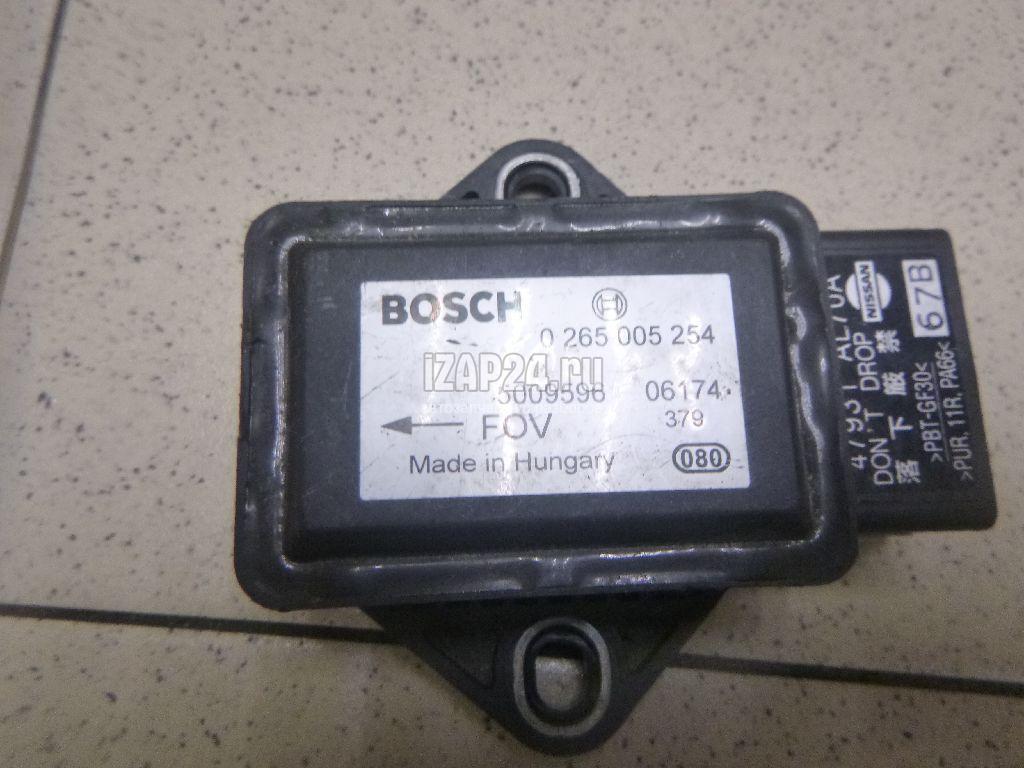 BOSCH
0 265 005 254
iZAP24.ru
5009596 06174
379
FOV
Made in Hungary
080
47931 AL70A
NISSAN
DON'T DROP
落下厳禁
67B
>PBT-GF30<
>PUR. 11R. PA66<